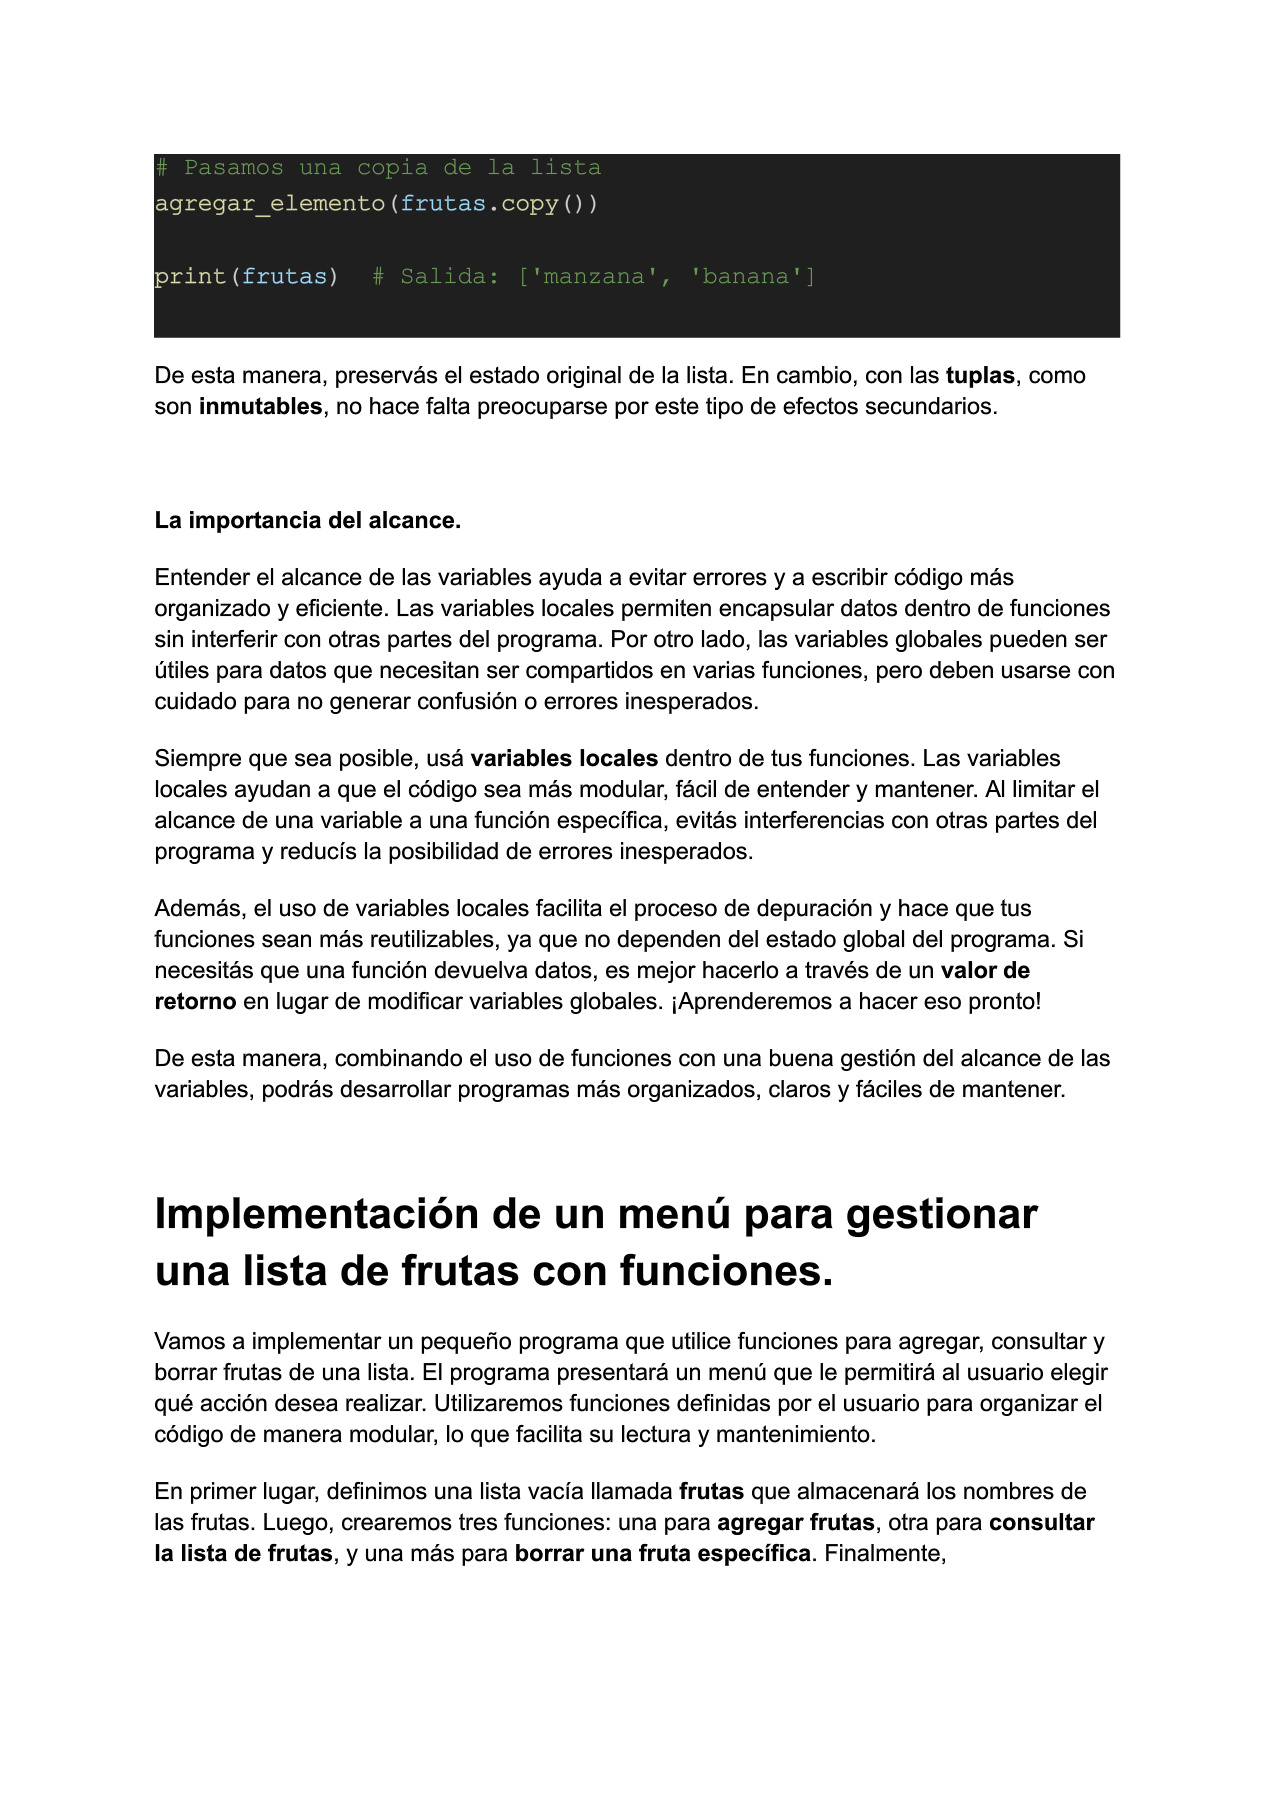 # Pasamos una copia de la lista
agregar_elemento(frutas.copy())
print(frutas)  # Salida: ['manzana', 'banana']
De esta manera, preservás el estado original de la lista. En cambio, con las tuplas, como
son inmutables, no hace falta preocuparse por este tipo de efectos secundarios.
La importancia del alcance.
Entender el alcance de las variables ayuda a evitar errores y a escribir código más
organizado y eficiente. Las variables locales permiten encapsular datos dentro de funciones
sin interferir con otras partes del programa. Por otro lado, las variables globales pueden ser
útiles para datos que necesitan ser compartidos en varias funciones, pero deben usarse con
cuidado para no generar confusión o errores inesperados.
Siempre que sea posible, usá variables locales dentro de tus funciones. Las variables
locales ayudan a que el código sea más modular, fácil de entender y mantener. Al limitar el
alcance de una variable a una función específica, evitás interferencias con otras partes del
programa y reducís la posibilidad de errores inesperados.
Además, el uso de variables locales facilita el proceso de depuración y hace que tus
funciones sean más reutilizables, ya que no dependen del estado global del programa. Si
necesitás que una función devuelva datos, es mejor hacerlo a través de un valor de
retorno en lugar de modificar variables globales. ¡Aprenderemos a hacer eso pronto!
De esta manera, combinando el uso de funciones con una buena gestión del alcance de las
variables, podrás desarrollar programas más organizados, claros y fáciles de mantener.
Implementación de un menú para gestionar
una lista de frutas con funciones.
Vamos a implementar un pequeño programa que utilice funciones para agregar, consultar y
borrar frutas de una lista. El programa presentará un menú que le permitirá al usuario elegir
qué acción desea realizar. Utilizaremos funciones definidas por el usuario para organizar el
código de manera modular, lo que facilita su lectura y mantenimiento.
En primer lugar, definimos una lista vacía llamada frutas que almacenará los nombres de
las frutas. Luego, crearemos tres funciones: una para agregar frutas, otra para consultar
la lista de frutas, y una más para borrar una fruta específica. Finalmente,